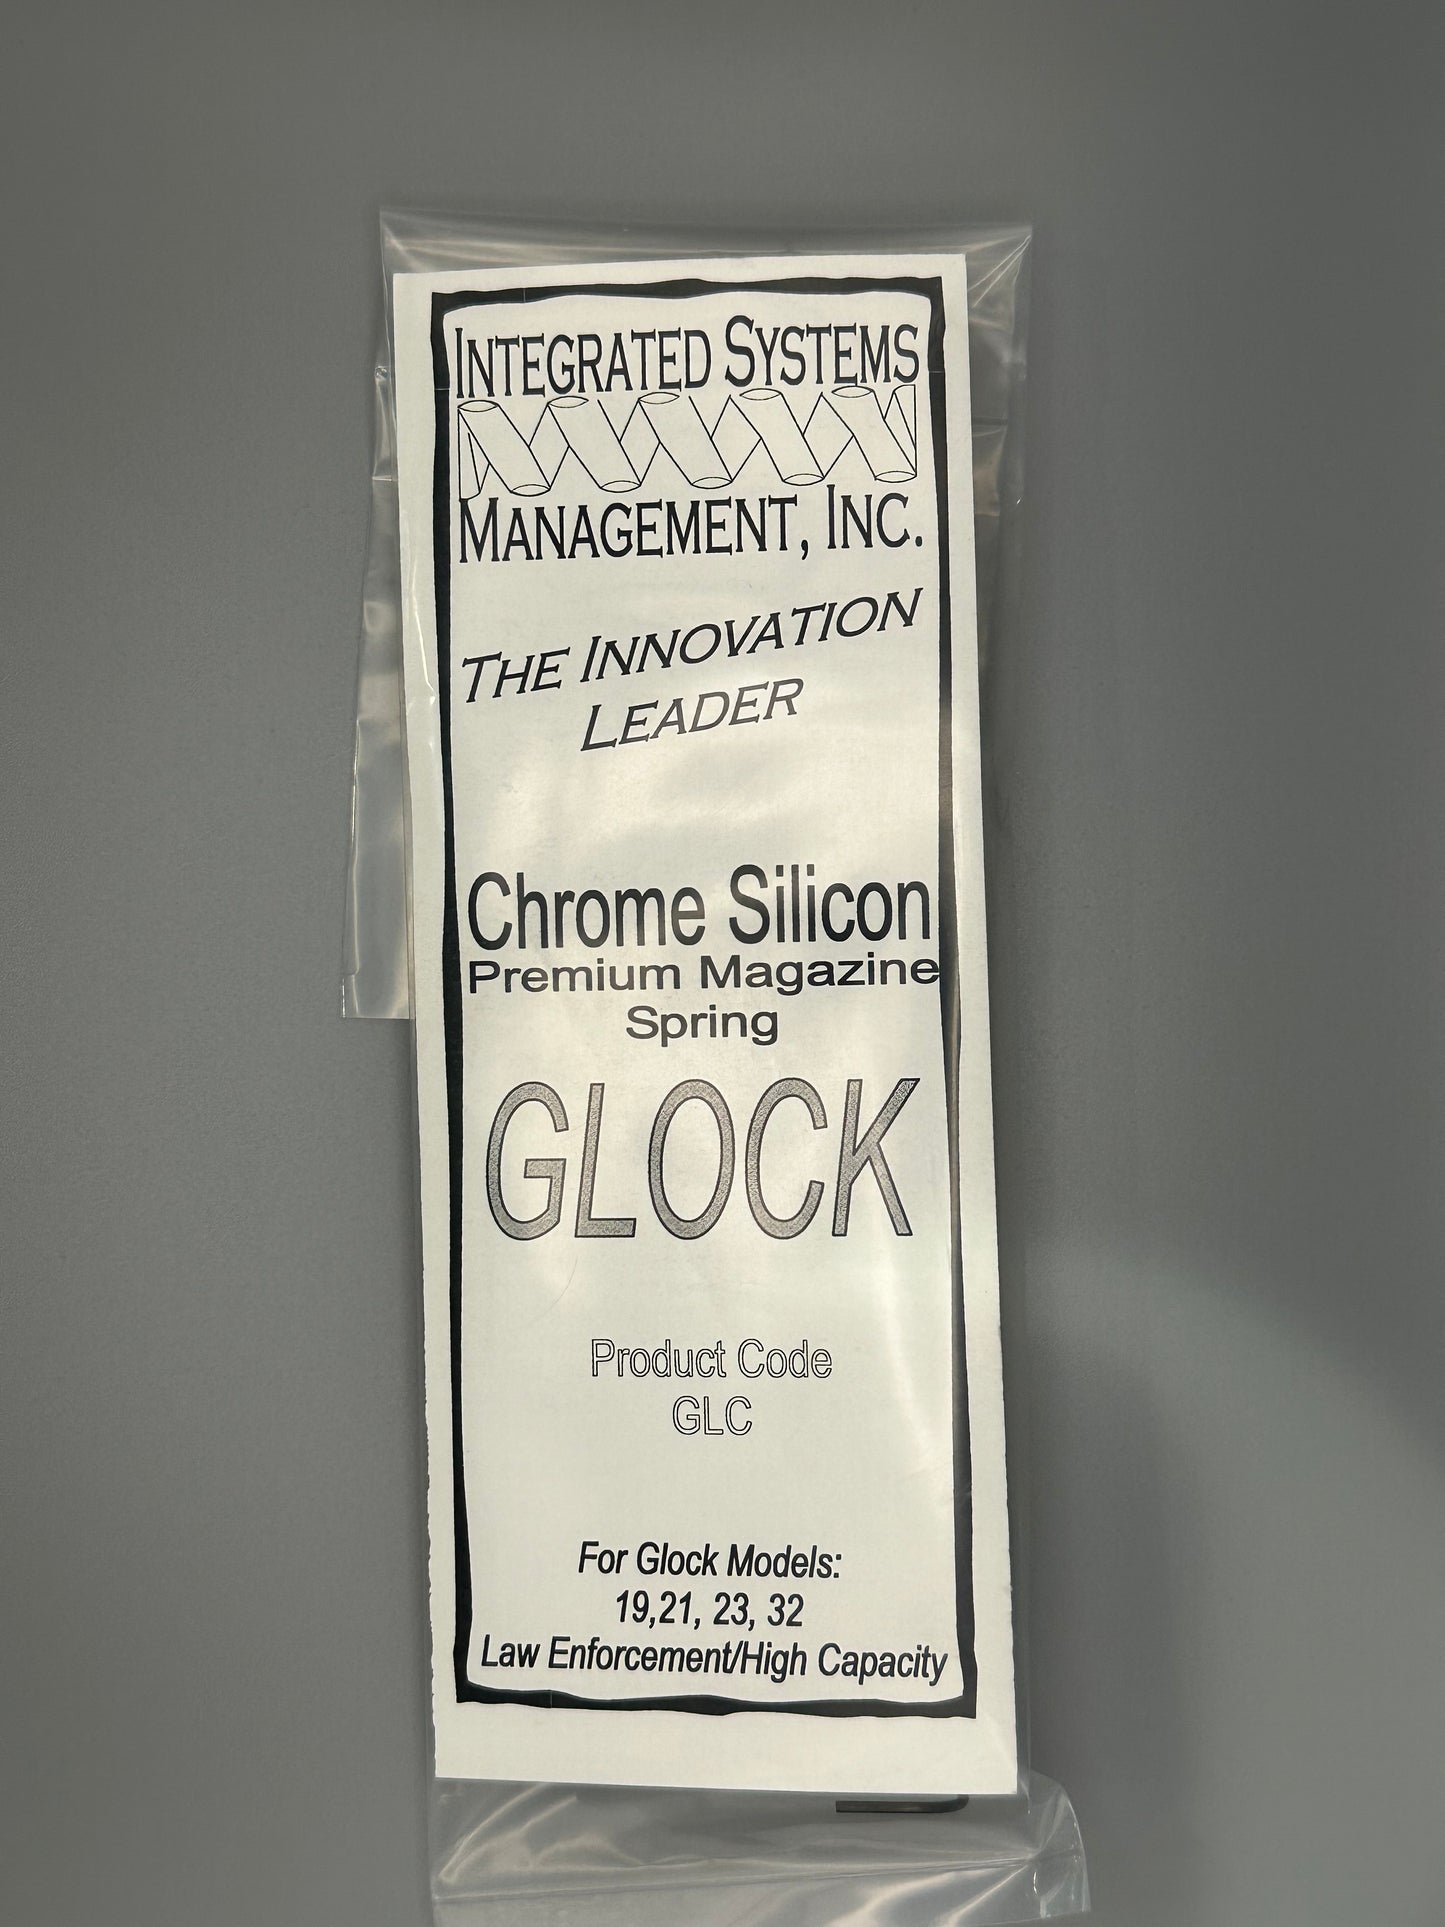 INTEGRATED SYSTEMS
MANAGEMENT, INC.
THE INNOVATION
LEADER
Chrome Silicon
Premium Magazine
Spring
GLOCK
Product Code
GLC
For Glock Models:
19,21, 23, 32
Law Enforcement/High Capacity